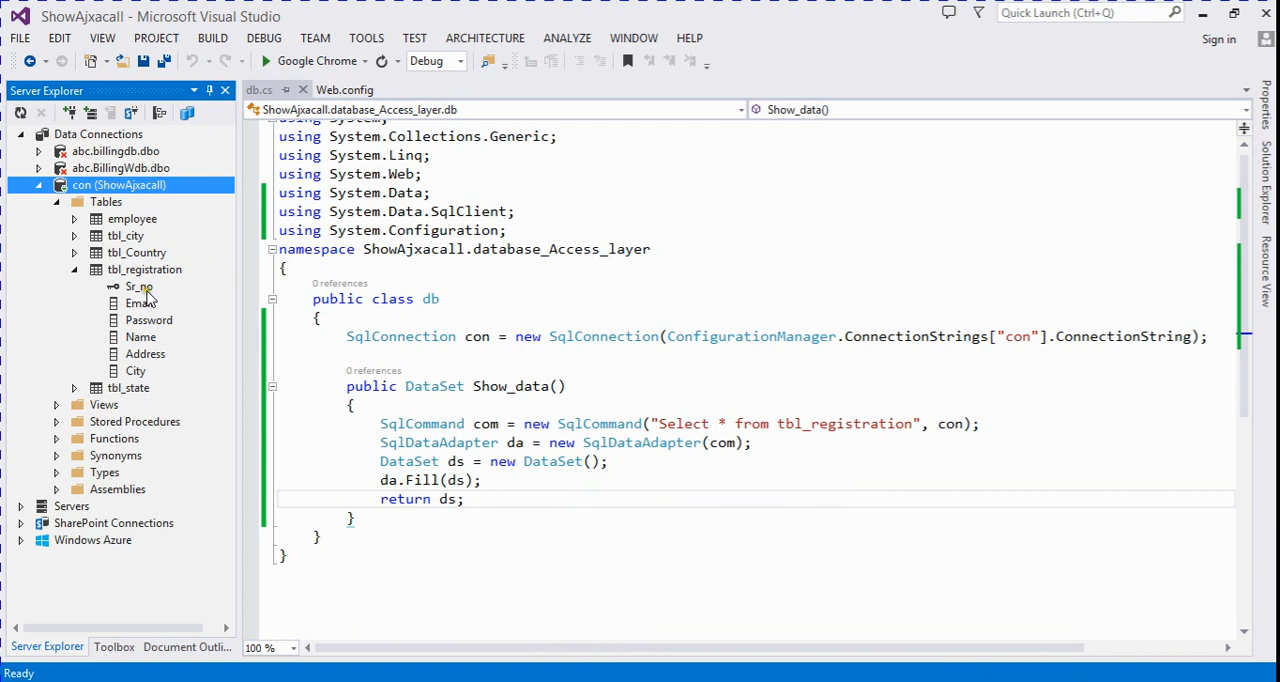 ShowAjxacall - Microsoft Visual Studio
Quick Launch (Ctrl+Q)
FILE EDIT VIEW PROJECT BUILD DEBUG TEAM TOOLS TEST ARCHITECTURE ANALYZE WINDOW HELP
Sign in
Google Chrome
Debug
Server Explorer
Data Connections
abc.billingdb.dbo
abc.BillingWdb.dbo
con (ShowAjxacall)
Tables
employee
tbl_city
tbl_Country
tbl_registration
Sr_no
Password
Name
Address
City
tbl_state
Views
Stored Procedures
Functions
Synonyms
Types
Assemblies
Servers
SharePoint Connections
Windows Azure
Server Explorer Toolbox Document Outli...
db.cs Web.config
ShowAjxacall.database_Access_layer.db
Show_data()
using System;
using System.Collections.Generic;
using System.Linq;
using System.Web;
using System.Data;
using System.Data.SqlClient;
using System.Configuration;
namespace ShowAjxacall.database_Access_layer
{
0 references
public class db
{
SqlConnection con = new SqlConnection(ConfigurationManager.ConnectionStrings["con"].ConnectionString);
0 references
public DataSet Show_data()
{
SqlCommand com = new SqlCommand("Select * from tbl_registration", con);
SqlDataAdapter da = new SqlDataAdapter(com);
DataSet ds = new DataSet();
da.Fill(ds);
return ds;
}
}
}
100 %
Properties
Solution Explorer
Resource View
Ready